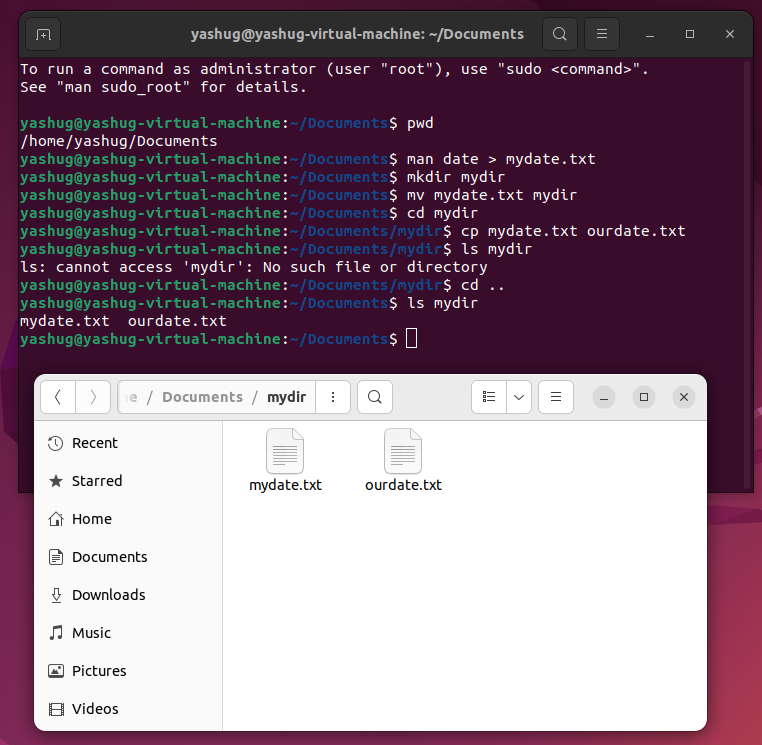 yashug@yashug-virtual-machine: ~/Documents
To run a command as administrator (user "root"), use "sudo <command>".
See "man sudo_root" for details.
yashug@yashug-virtual-machine:~/Documents$ pwd
/home/yashug/Documents
yashug@yashug-virtual-machine:~/Documents$ man date > mydate.txt
yashug@yashug-virtual-machine:~/Documents$ mkdir mydir
yashug@yashug-virtual-machine:~/Documents$ mv mydate.txt mydir
yashug@yashug-virtual-machine:~/Documents$ cd mydir
yashug@yashug-virtual-machine:~/Documents/mydir$ cp mydate.txt ourdate.txt
yashug@yashug-virtual-machine:~/Documents/mydir$ ls mydir
ls: cannot access 'mydir': No such file or directory
yashug@yashug-virtual-machine:~/Documents/mydir$ cd ..
yashug@yashug-virtual-machine:~/Documents$ ls mydir
mydate.txt  ourdate.txt
yashug@yashug-virtual-machine:~/Documents$
/ Documents / mydir
Recent
Starred
Home
Documents
Downloads
Music
Pictures
Videos
mydate.txt
ourdate.txt